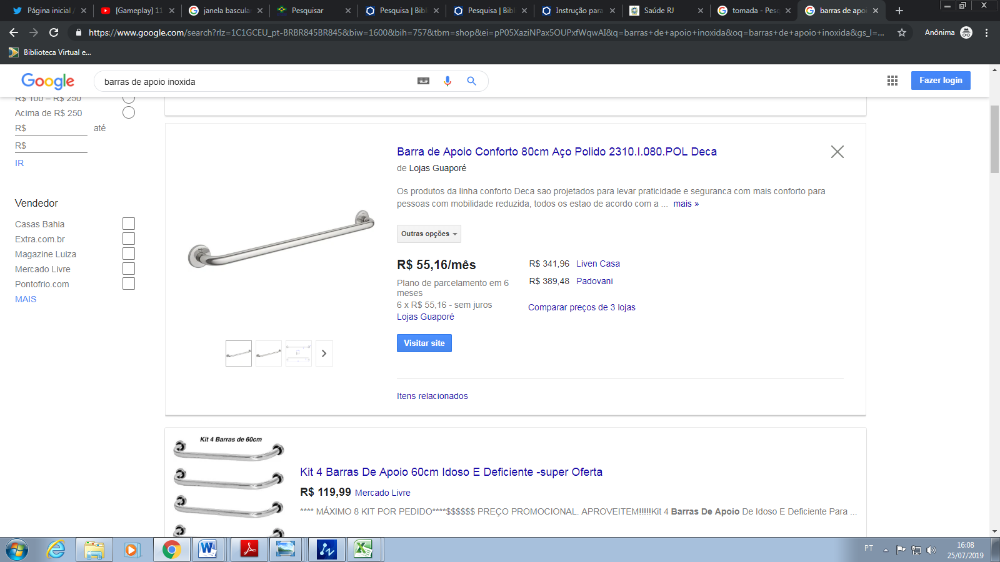 Página inicial /
[Gameplay] 11
janela bascula
Pesquisar
Pesquisa | Bibl
Pesquisa | Bibl
Instrução para
Saúde RJ
tomada - Pesq
barras de apoi
https://www.google.com/search?rlz=1C1GCEU_pt-BRBR845BR845&biw=1600&bih=757&tbm=shop&ei=pP05XaziNPax5OUPxfWqwAI&q=barras+de+apoio+inoxida&oq=barras+de+apoio+inoxida&gs_l=...
Anônima
Biblioteca Virtual e...
Google
barras de apoio inoxida
Fazer login
R$ 100 – R$ 250
Acima de R$ 250
R$
até
R$
IR
Vendedor
Casas Bahia
Extra.com.br
Magazine Luiza
Mercado Livre
Pontofrio.com
MAIS
Barra de Apoio Conforto 80cm Aço Polido 2310.I.080.POL Deca
de Lojas Guaporé
Os produtos da linha conforto Deca sao projetados para levar praticidade e seguranca com mais conforto para
pessoas com mobilidade reduzida, todos os estao de acordo com a ... mais »
Outras opções
R$ 55,16/mês
Plano de parcelamento em 6
meses
6 x R$ 55,16 - sem juros
Lojas Guaporé
R$ 341,96 Liven Casa
R$ 389,48 Padovani
Comparar preços de 3 lojas
Visitar site
Itens relacionados
Kit 4 Barras de 60cm
Kit 4 Barras De Apoio 60cm Idoso E Deficiente -super Oferta
R$ 119,99 Mercado Livre
**** MÁXIMO 8 KIT POR PEDIDO****$$$$$$ PREÇO PROMOCIONAL. APROVEITEM!!!!!Kit 4 Barras De Apoio De Idoso E Deficiente Para ...
PT
16:08
25/07/2019